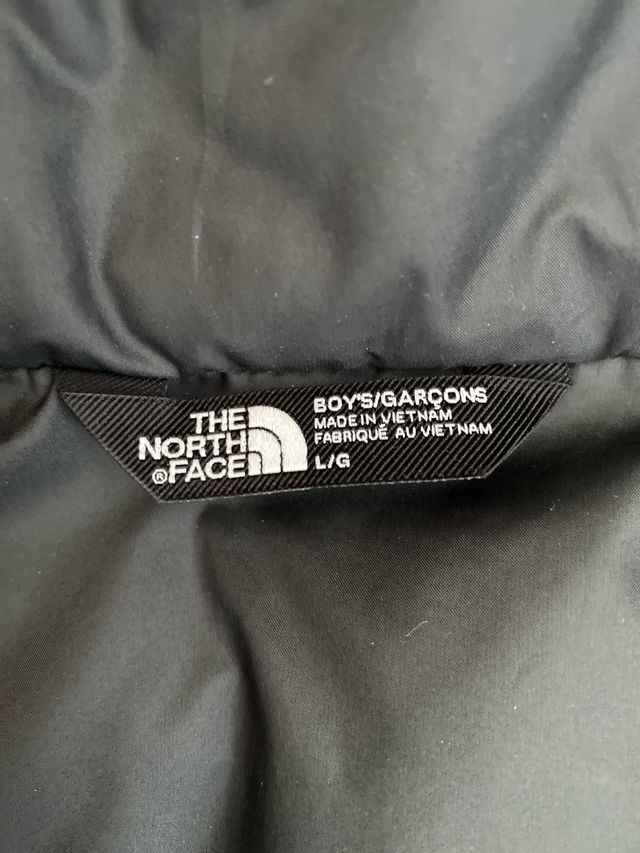 THE
NORTH
®FACE
BOY'S/GARÇONS
MADE IN VIETNAM
FABRIQUÉ AU VIETNAM
L/G